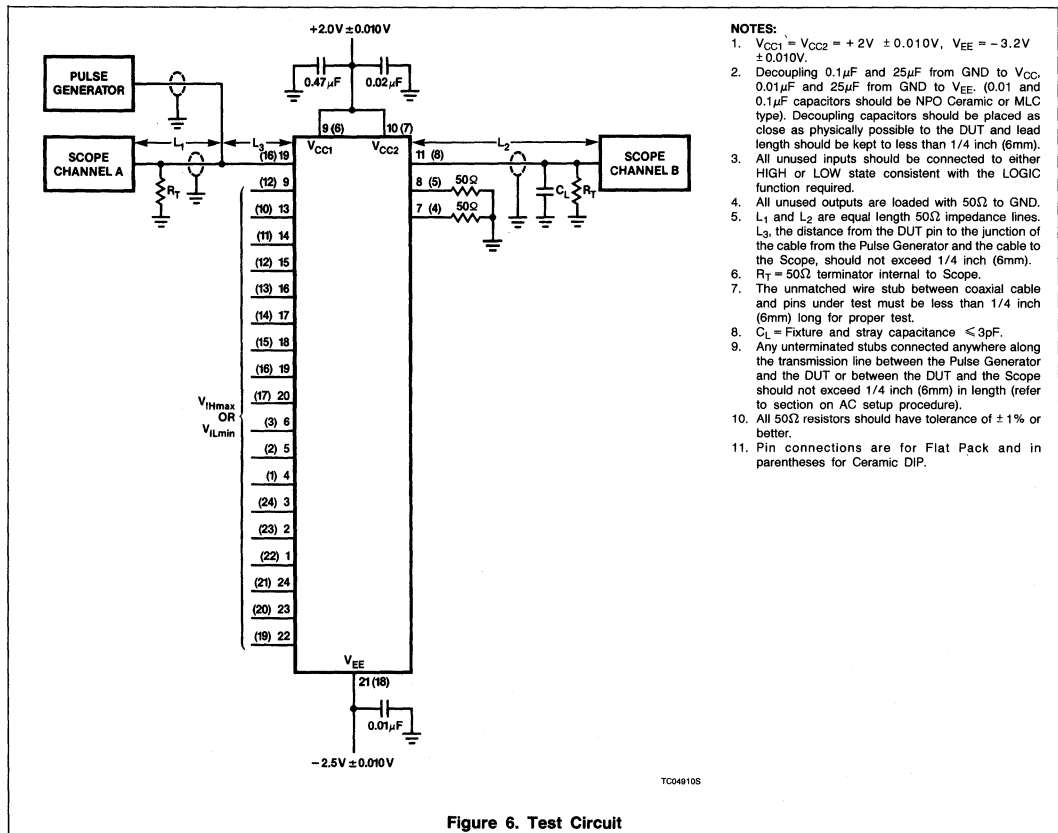 +2.0V ± 0.010V
PULSE
GENERATOR
0.47μF
0.02μF
9 (6)
10 (7)
L1
L3
L2
SCOPE
CHANNEL A
VCC1
VCC2
(16) 19
11 (8)
SCOPE
CHANNEL B
RT
CL
RT
(12) 9
8 (5)
50Ω
(10) 13
7 (4)
50Ω
(11) 14
(12) 15
(13) 16
(14) 17
(15) 18
(16) 19
(17) 20
VIHmax
OR
VILmin
(3) 6
(2) 5
(1) 4
(24) 3
(23) 2
(22) 1
(21) 24
(20) 23
(19) 22
VEE
21 (18)
0.01μF
−2.5V ± 0.010V
TC04910S
NOTES:
1. VCC1 = VCC2 = +2V ±0.010V, VEE = −3.2V
±0.010V.
2. Decoupling 0.1μF and 25μF from GND to VCC,
0.01μF and 25μF from GND to VEE. (0.01 and
0.1μF capacitors should be NPO Ceramic or MLC
type). Decoupling capacitors should be placed as
close as physically possible to the DUT and lead
length should be kept to less than 1/4 inch (6mm).
3. All unused inputs should be connected to either
HIGH or LOW state consistent with the LOGIC
function required.
4. All unused outputs are loaded with 50Ω to GND.
5. L1 and L2 are equal length 50Ω impedance lines.
L3, the distance from the DUT pin to the junction of
the cable from the Pulse Generator and the cable to
the Scope, should not exceed 1/4 inch (6mm).
6. RT = 50Ω terminator internal to Scope.
7. The unmatched wire stub between coaxial cable
and pins under test must be less than 1/4 inch
(6mm) long for proper test.
8. CL = Fixture and stray capacitance ⩽ 3pF.
9. Any unterminated stubs connected anywhere along
the transmission line between the Pulse Generator
and the DUT or between the DUT and the Scope
should not exceed 1/4 inch (6mm) in length (refer
to section on AC setup procedure).
10. All 50Ω resistors should have tolerance of ±1% or
better.
11. Pin connections are for Flat Pack and in
parentheses for Ceramic DIP.
Figure 6. Test Circuit